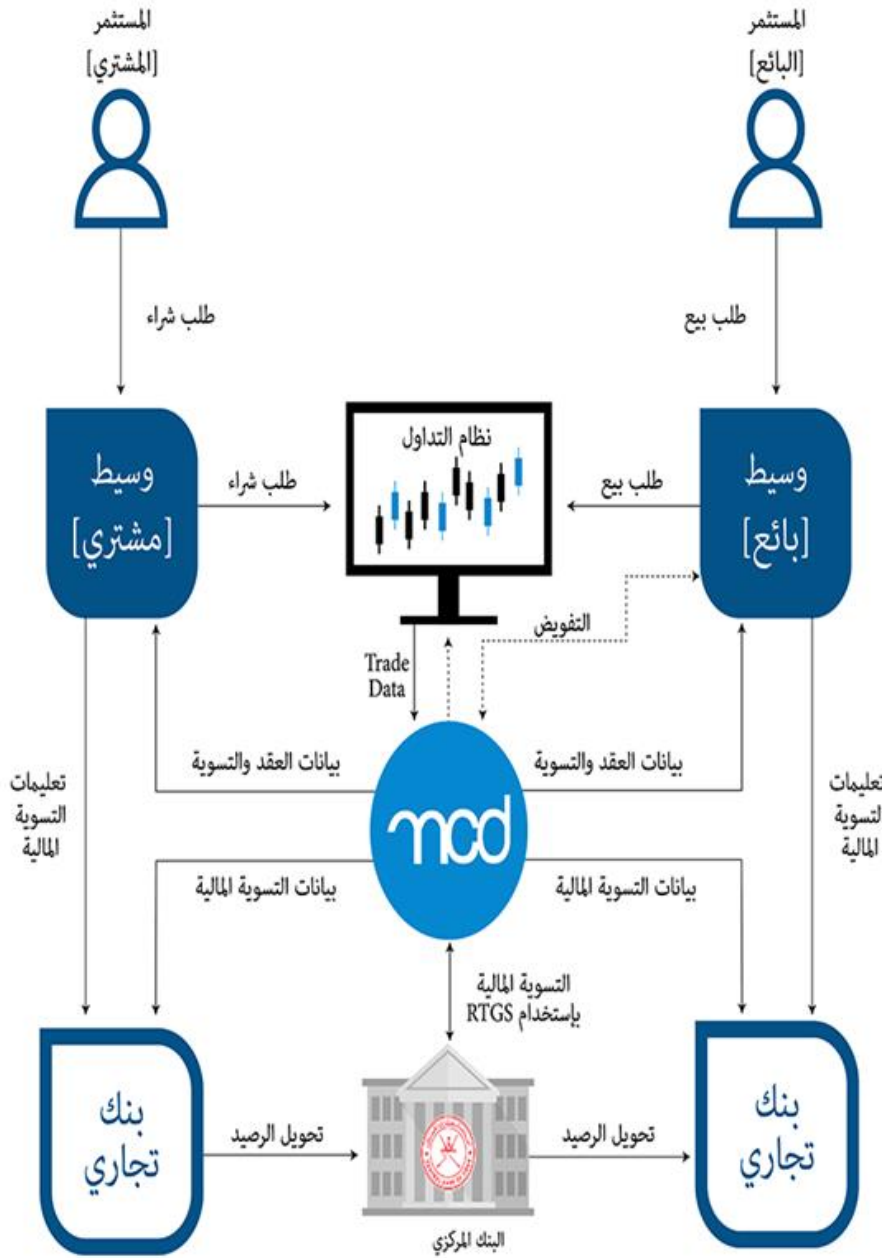 المستثمر
[البائع]
المستثمر
[المشتري]
طلب بيع
طلب شراء
وسيط
[بائع]
طلب بيع
نظام التداول
طلب شراء
وسيط
[مشتري]
التفويض
Trade
Data
بيانات العقد والتسوية
بيانات العقد والتسوية
تعليمات
التسوية
المالية
mcd
تعليمات
التسوية
المالية
بيانات التسوية المالية
بيانات التسوية المالية
التسوية المالية
بإستخدام RTGS
بنك
تجاري
تحويل الرصيد
تحويل الرصيد
بنك
تجاري
البنك المركزي